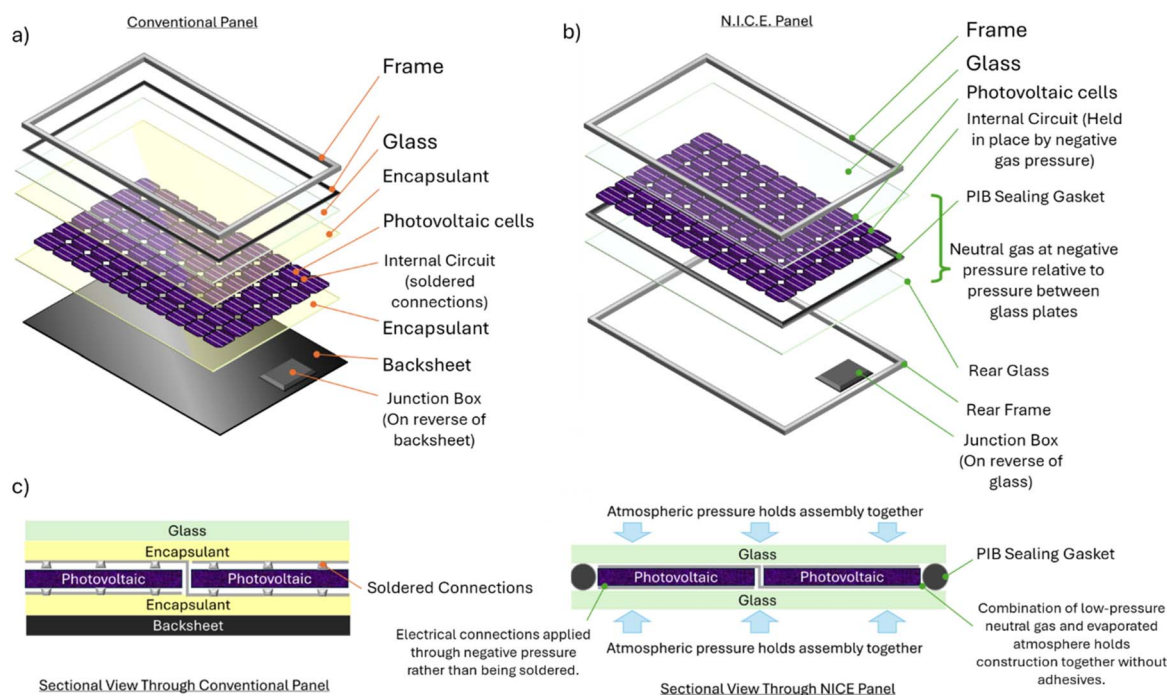 Conventional Panel
a)
Frame
Glass
Encapsulant
Photovoltaic cells
Internal Circuit
(soldered
connections)
Encapsulant
Backsheet
Junction Box
(On reverse of
backsheet)
N.I.C.E. Panel
b)
Frame
Glass
Photovoltaic cells
Internal Circuit (Held
in place by negative
gas pressure)
PIB Sealing Gasket
Neutral gas at negative
pressure relative to
pressure between
glass plates
Rear Glass
Rear Frame
Junction Box
(On reverse of
glass)
c)
Glass
Encapsulant
Photovoltaic
Photovoltaic
Encapsulant
Backsheet
Soldered Connections
Sectional View Through Conventional Panel
Atmospheric pressure holds assembly together
Glass
Photovoltaic
Photovoltaic
Glass
PIB Sealing Gasket
Electrical connections applied
through negative pressure
rather than being soldered.
Atmospheric pressure holds assembly together
Combination of low-pressure
neutral gas and evaporated
atmosphere holds
construction together without
adhesives.
Sectional View Through NICE Panel